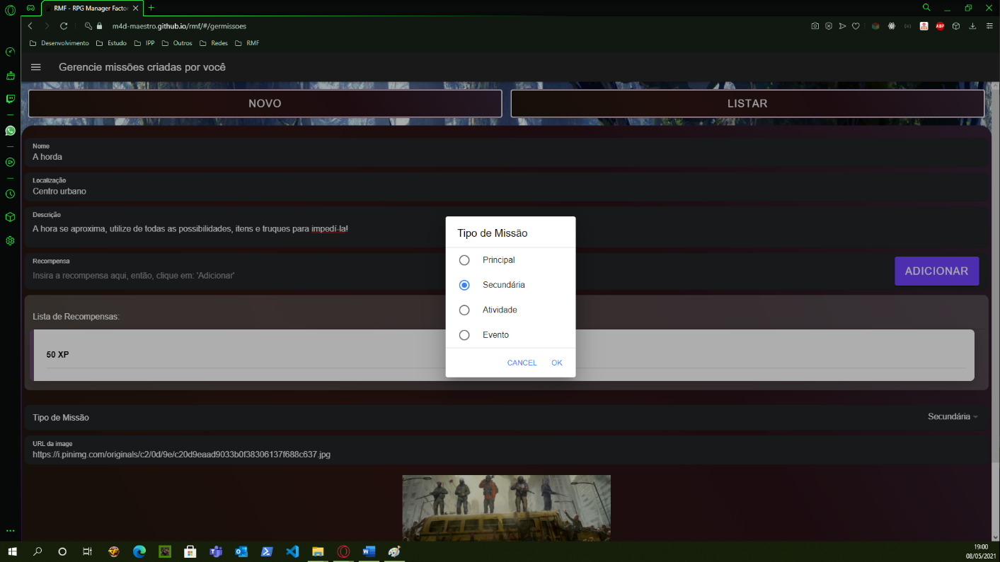 RMF - RPG Manager Factor
m4d-maestro.github.io/rmf/#/germissoes
ABP
Desenvolvimento
Estudo
IPP
Outros
Redes
RMF
Gerencie missões criadas por você
NOVO
LISTAR
Nome
A horda
Localização
Centro urbano
Descrição
A hora se aproxima, utilize de todas as possibilidades, itens e truques para impedí-la!
Recompensa
Insira a recompensa aqui, então, clique em: 'Adicionar'
ADICIONAR
Lista de Recompensas:
50 XP
Tipo de Missão
Principal
Secundária
Atividade
Evento
CANCEL
OK
Tipo de Missão
Secundária
URL da image
https://i.pinimg.com/originals/c2/0d/9e/c20d9eaad9033b0f38306137f688c637.jpg
19:00
08/05/2021